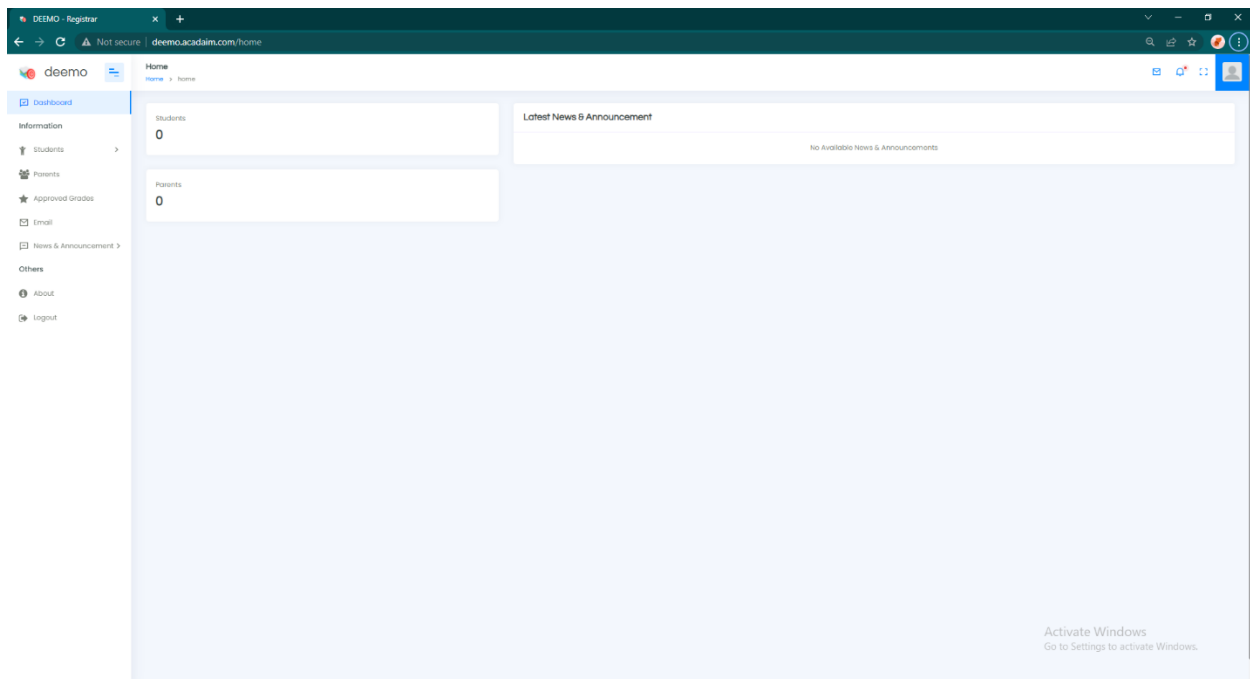 DEEMO - Registrar
Not secure | deemo.acadaim.com/home
deemo
Home
Home > home
Dashboard
Information
Students
Parents
Approved Grades
Email
News & Announcement
Others
About
Logout
Students
0
Parents
0
Latest News & Announcement
No Available News & Announcements
Activate Windows
Go to Settings to activate Windows.